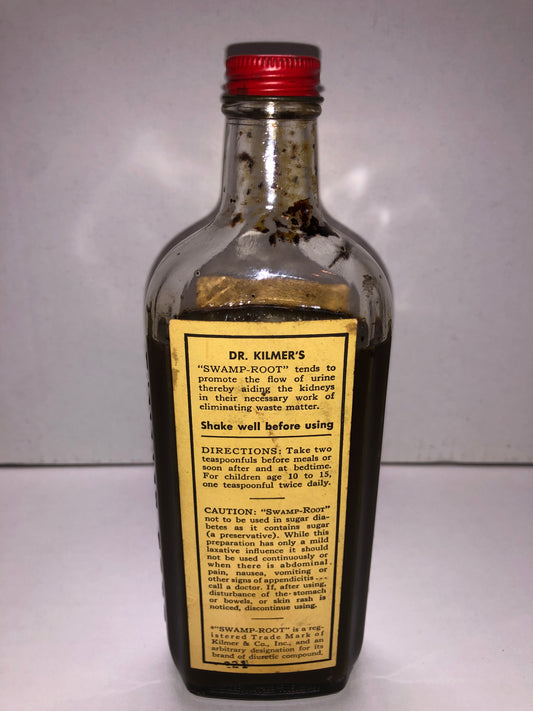 DR. KILMER'S
"SWAMP-ROOT" tends to
promote the flow of urine
thereby aiding the kidneys
in their necessary work of
eliminating waste matter.
Shake well before using
DIRECTIONS: Take two
teaspoonfuls before meals or
soon after and at bedtime.
For children age 10 to 15,
one teaspoonful twice daily.
CAUTION: "SWAMP-ROOT"
not to be used in sugar dia-
betes as it contains sugar
(a preservative). While this
preparation has only a mild
laxative influence it should
not be used continuously or
when there is abdominal
pain, nausea, vomiting or
other signs of appendicitis ...
call a doctor. If, after using,
disturbance of the stomach
or bowels, or skin rash is
noticed, discontinue using.
*"SWAMP-ROOT" is a reg-
istered Trade Mark of
Kilmer & Co., Inc., and an
arbitrary designation for its
brand of diuretic compound.